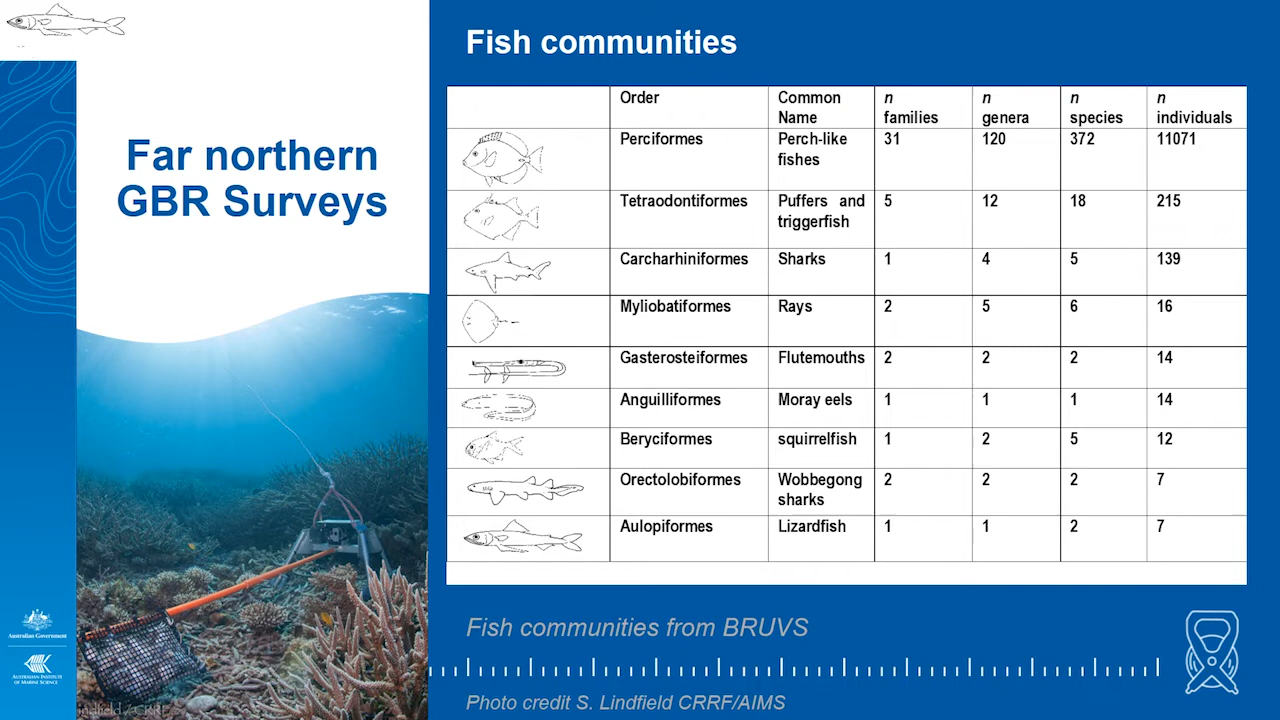 Far northern
GBR Surveys
Fish communities
Order Common Name n families n genera n species n individuals
Perciformes Perch-like fishes 31 120 372 11071
Tetraodontiformes Puffers and triggerfish 5 12 18 215
Carcharhiniformes Sharks 1 4 5 139
Myliobatiformes Rays 2 5 6 16
Gasterosteiformes Flutemouths 2 2 2 14
Anguilliformes Moray eels 1 1 1 14
Beryciformes squirrelfish 1 2 5 12
Orectolobiformes Wobbegong sharks 2 2 2 7
Aulopiformes Lizardfish 1 1 2 7
Fish communities from BRUVS
Photo credit S. Lindfield CRRF/AIMS
Australian Government
AUSTRALIAN INSTITUTE
OF MARINE SCIENCE